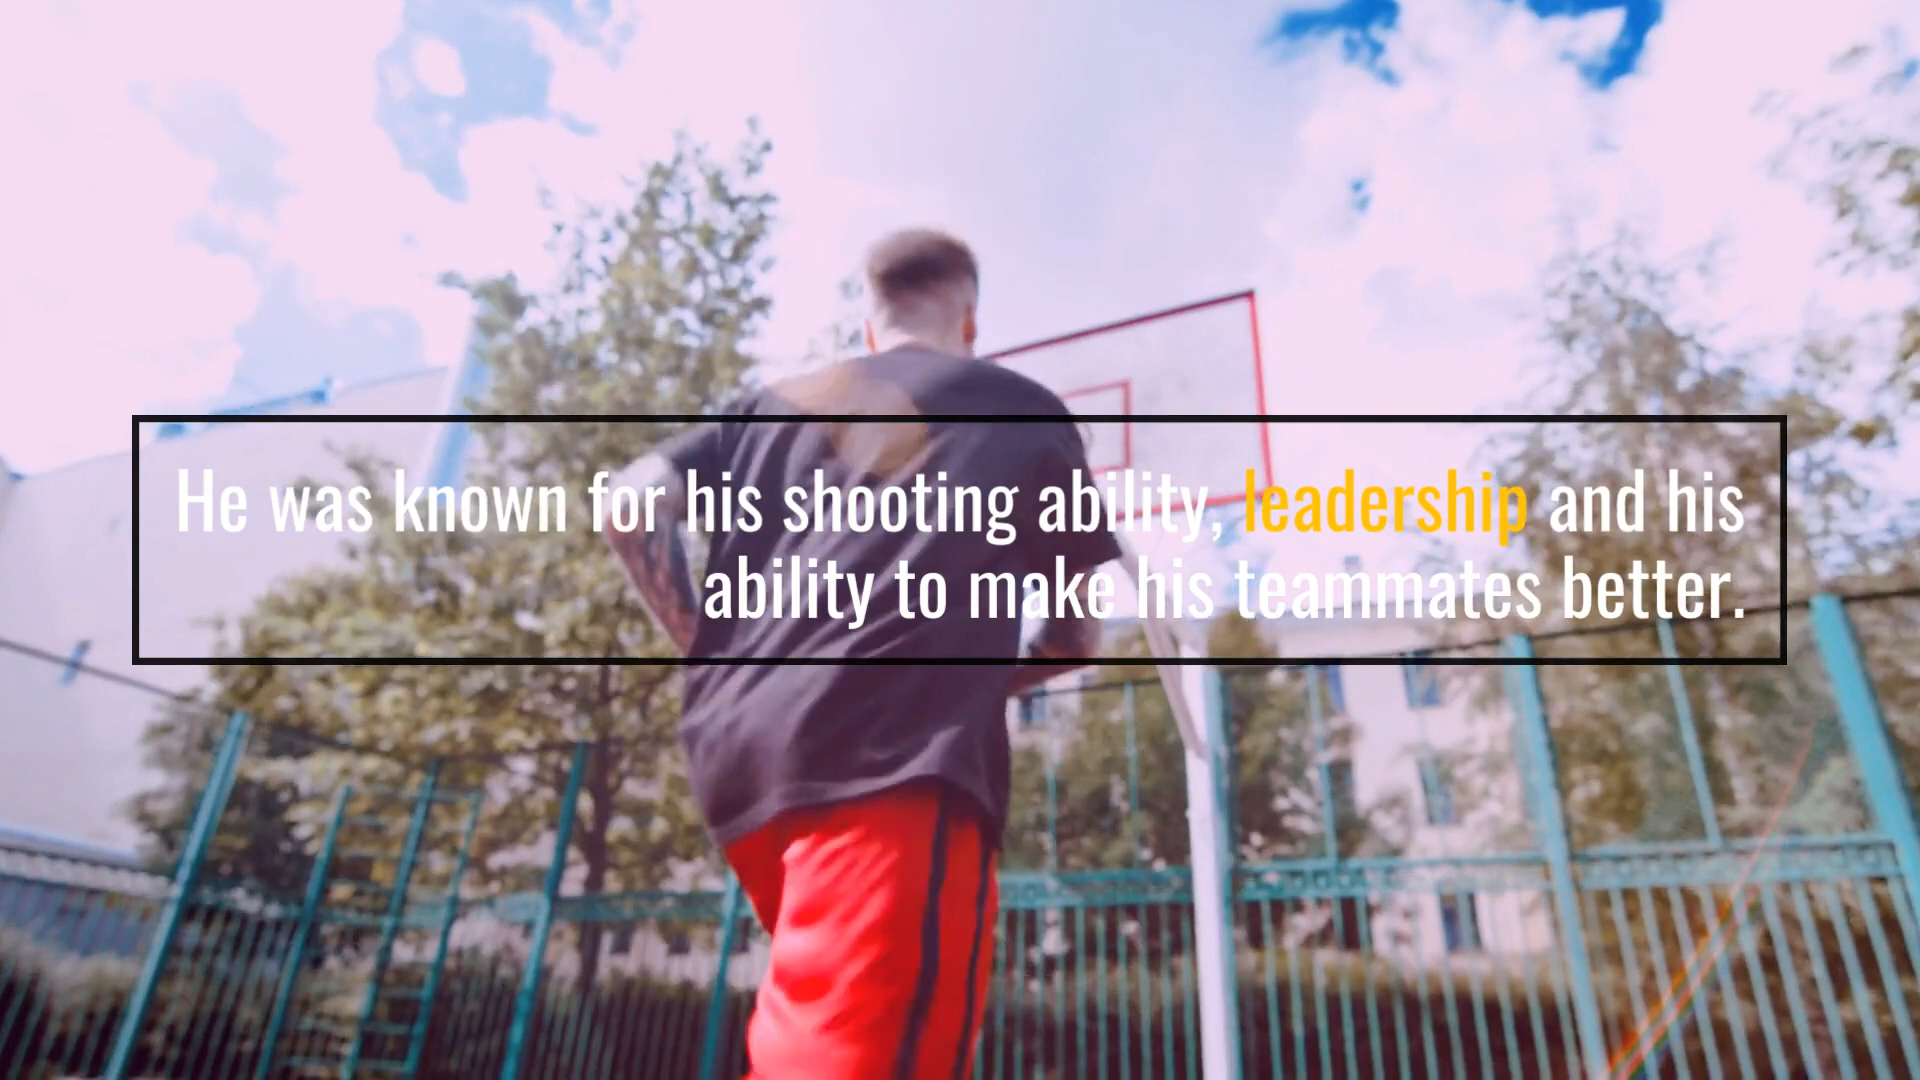 He was known for his shooting ability, leadership and his
ability to make his teammates better.